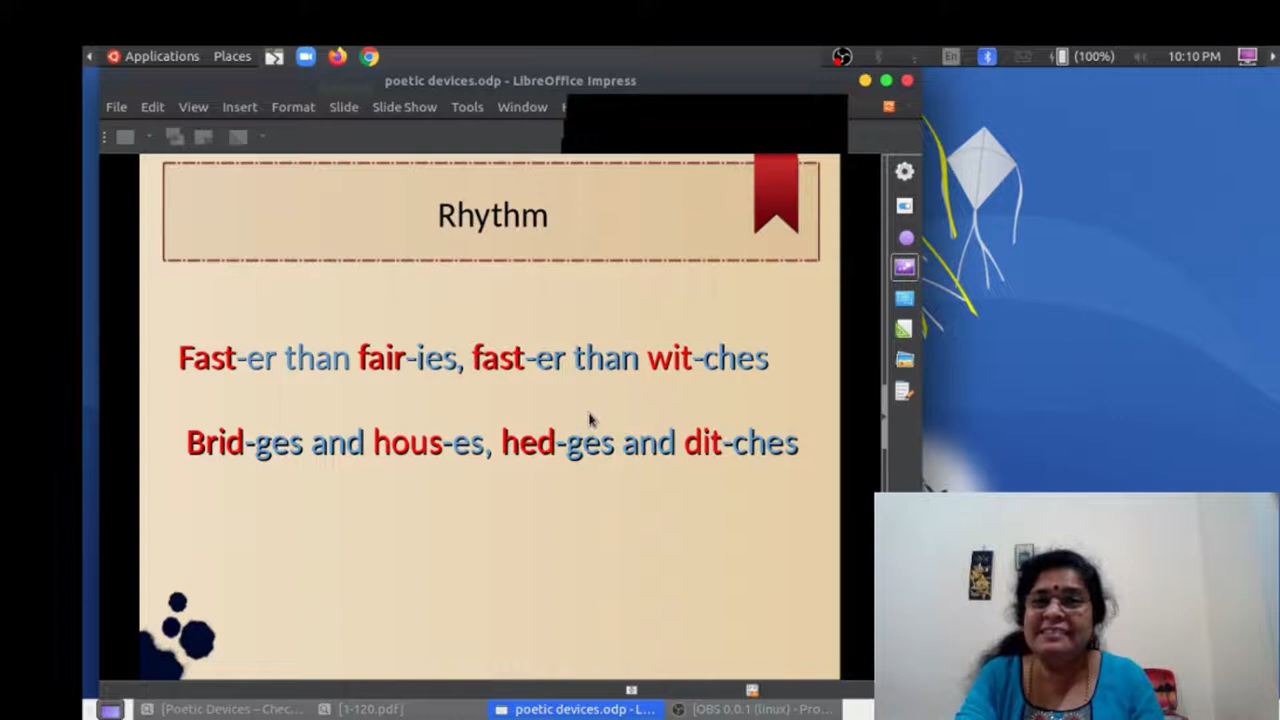 Applications Places
En
(100%)
10:10 PM
poetic devices.odp - LibreOffice Impress
File Edit View Insert Format Slide Slide Show Tools Window
Rhythm
Fast-er than fair-ies, fast-er than wit-ches
Brid-ges and hous-es, hed-ges and dit-ches
[Poetic Devices – Chec... [1-120.pdf] poetic devices.odp - L... [OBS 0.0.1 (linux) - Pro...